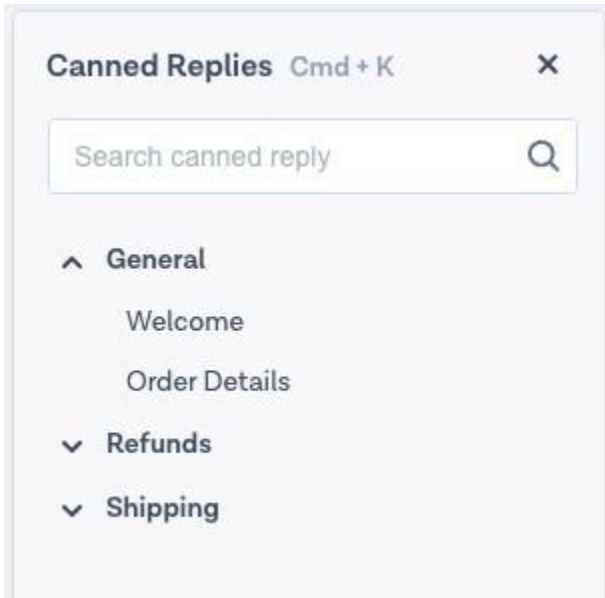 Canned Replies Cmd + K
Search canned reply
General
Welcome
Order Details
Refunds
Shipping